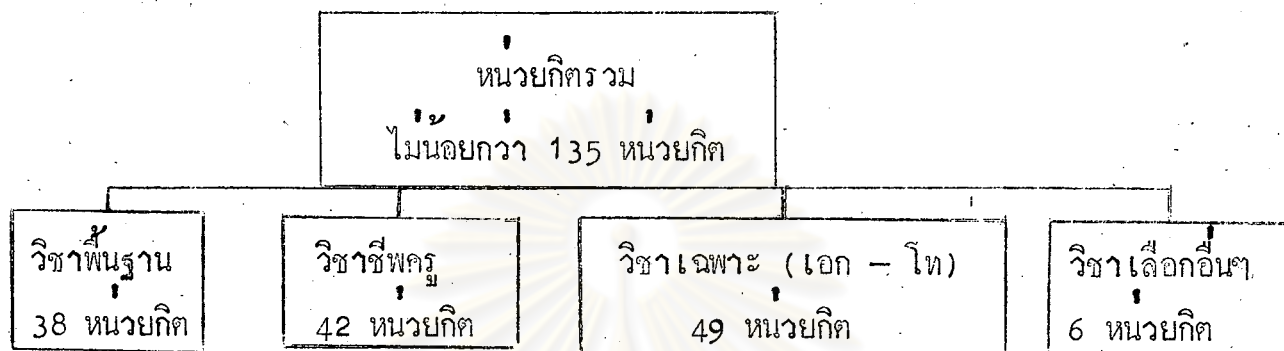 หน่วยกิตรวม
ไม่น้อยกว่า 135 หน่วยกิต
วิชาพื้นฐาน
38 หน่วยกิต
วิชาชีพครู
42 หน่วยกิต
วิชาเฉพาะ (เอก - โท)
49 หน่วยกิต
วิชาเลือกอื่นๆ
6 หน่วยกิต